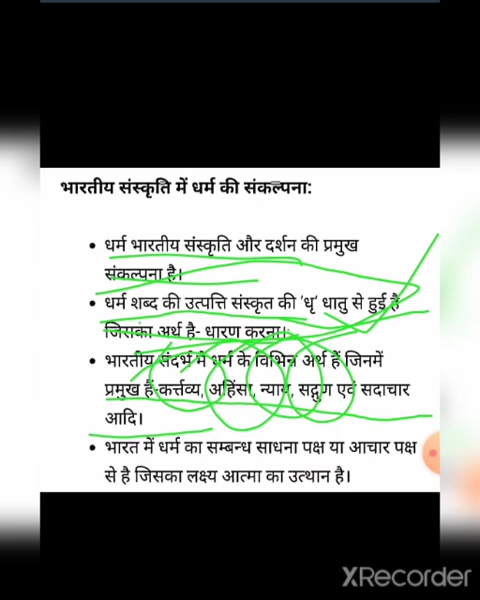 भारतीय संस्कृति में धर्म की संकल्पना:
• धर्म भारतीय संस्कृति और दर्शन की प्रमुख
संकल्पना है।
• धर्म शब्द की उत्पत्ति संस्कृत की 'धृ' धातु से हुई है
जिसका अर्थ है- धारण करना।
• भारतीय संदर्भ में धर्म के विभिन्न अर्थ हैं जिनमें
प्रमुख हैं-कर्त्तव्य, अहिंसा, न्याय, सद्गुण एवं सदाचार
आदि।
• भारत में धर्म का सम्बन्ध साधना पक्ष या आचार पक्ष
से है जिसका लक्ष्य आत्मा का उत्थान है।
XRecorder